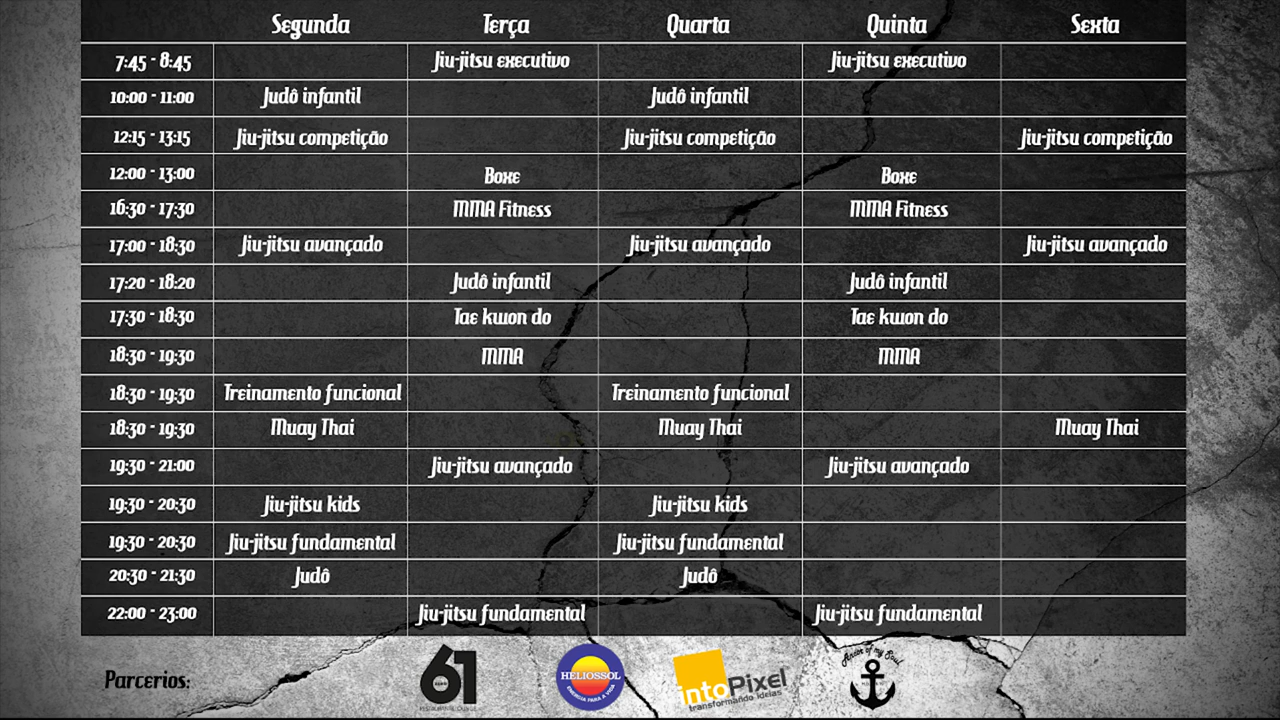 Segunda Terça Quarta Quinta Sexta
7:45 - 8:45 Jiu-jitsu executivo Jiu-jitsu executivo
10:00 - 11:00 Judô infantil Judô infantil
12:15 - 13:15 Jiu-jitsu competição Jiu-jitsu competição Jiu-jitsu competição
12:00 - 13:00 Boxe Boxe
16:30 - 17:30 MMA Fitness MMA Fitness
17:00 - 18:30 Jiu-jitsu avançado Jiu-jitsu avançado Jiu-jitsu avançado
17:20 - 18:20 Judô infantil Judô infantil
17:30 - 18:30 Tae kwon do Tae kwon do
18:30 - 19:30 MMA MMA
18:30 - 19:30 Treinamento funcional Treinamento funcional
18:30 - 19:30 Muay Thai Muay Thai Muay Thai
19:30 - 21:00 Jiu-jitsu avançado Jiu-jitsu avançado
19:30 - 20:30 Jiu-jitsu kids Jiu-jitsu kids
19:30 - 20:30 Jiu-jitsu fundamental Jiu-jitsu fundamental
20:30 - 21:30 Judô Judô
22:00 - 23:00 Jiu-jitsu fundamental Jiu-jitsu fundamental
Parcerios:
61
HELIOSSOL
ENERGIA PARA A VIDA
intoPixel
transformando ideias
of my Soul